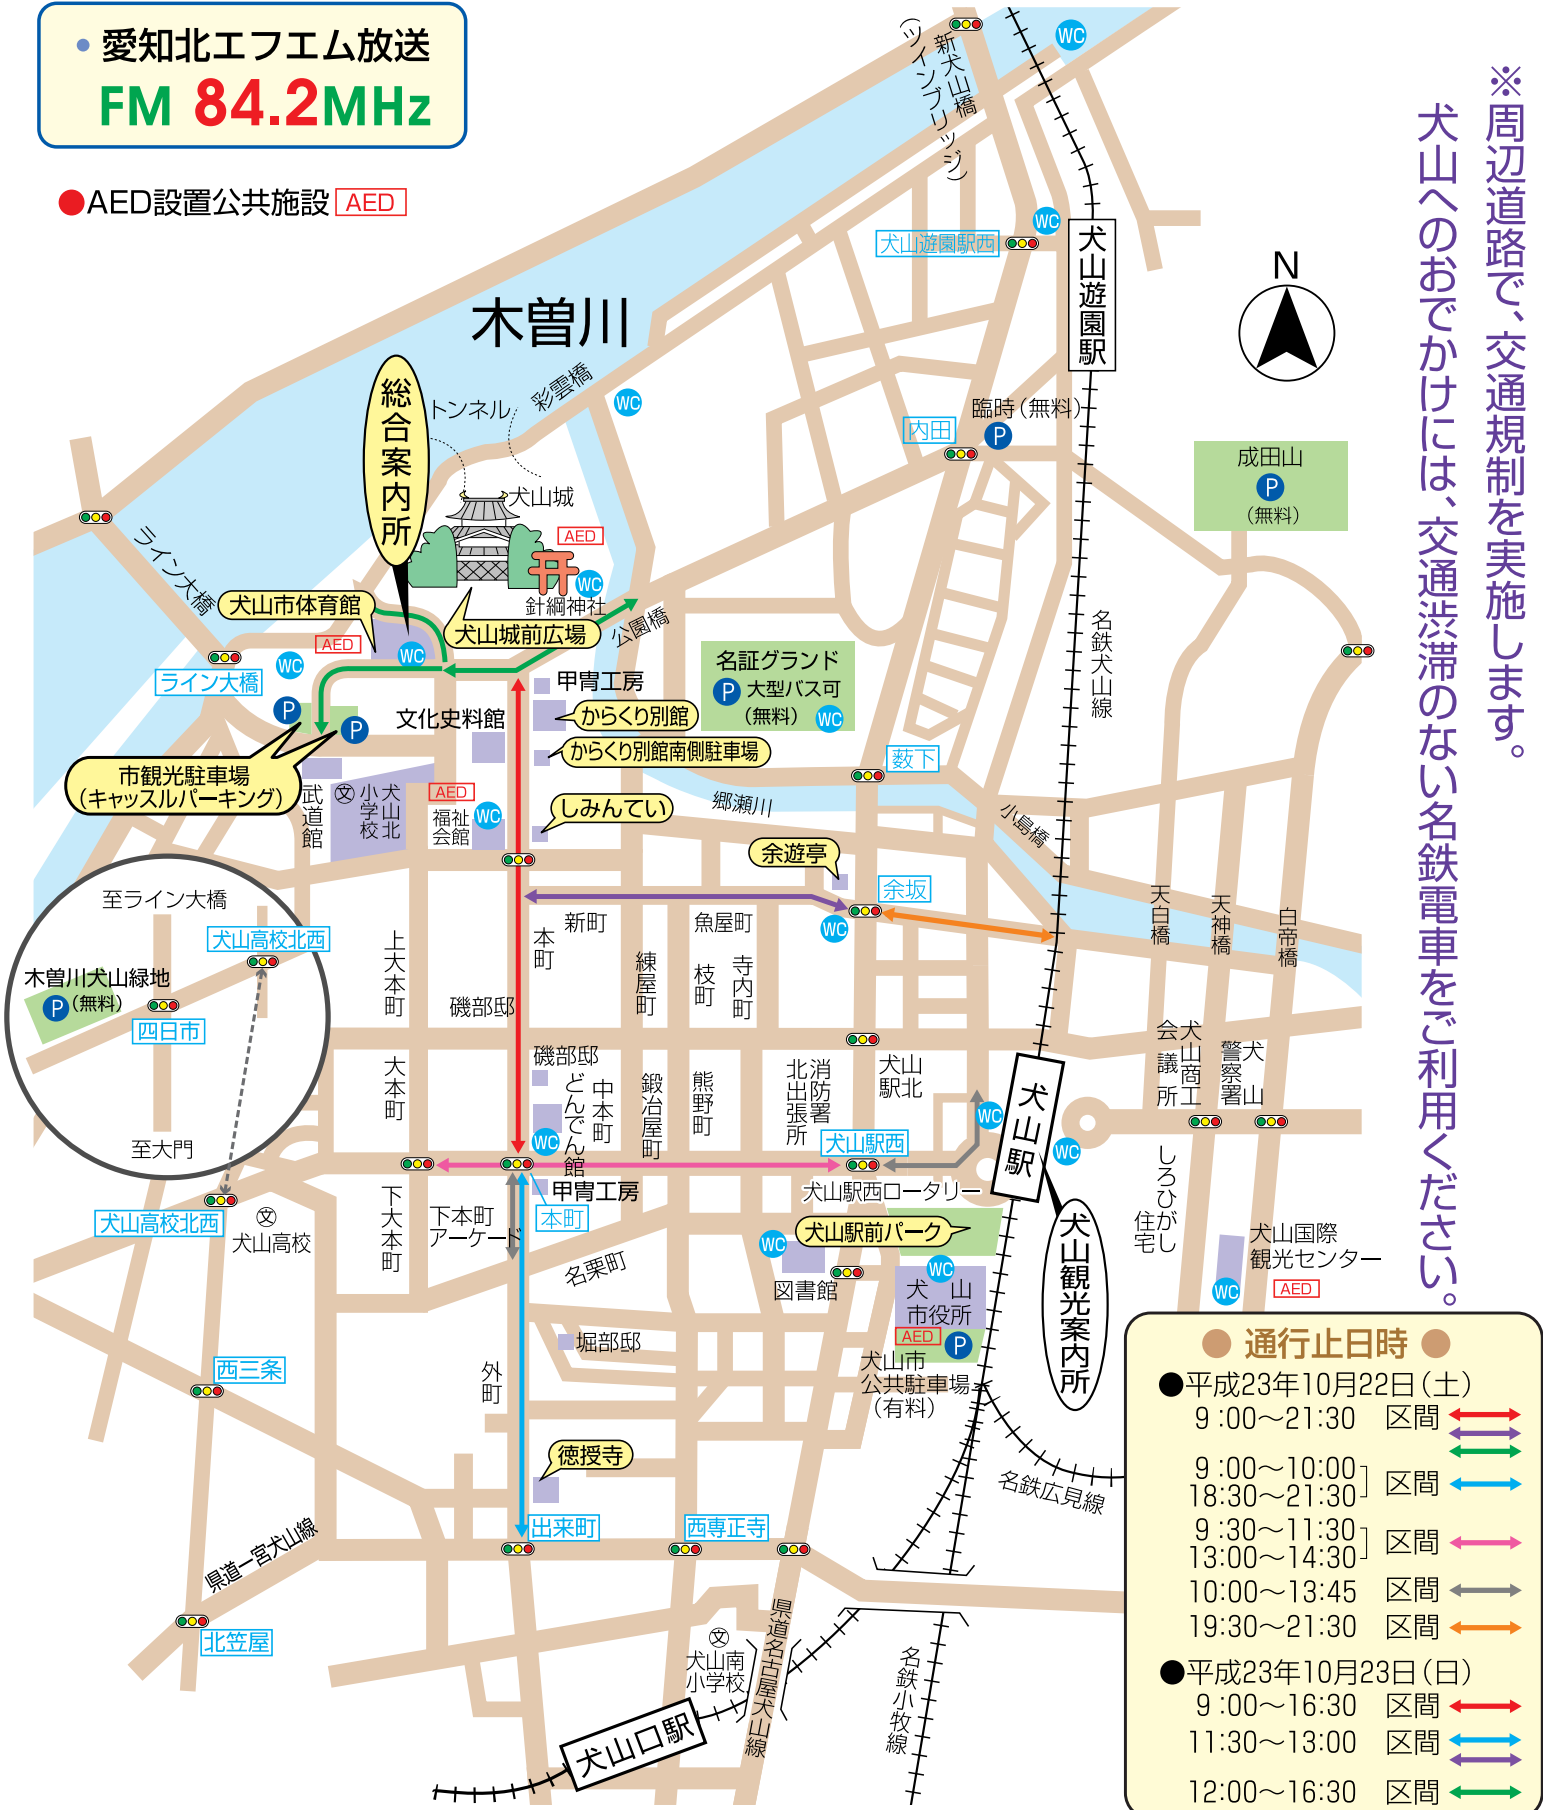 愛知北エフエム放送
FM 84.2MHz
●AED設置公共施設 AED
※周辺道路で、交通規制を実施します。
犬山へのおでかけには、交通渋滞のない名鉄電車をご利用ください。
新犬山橋
(ツインブリッジ)
WC
WC
犬山遊園駅西
犬山遊園駅
N
木曽川
彩雲橋
トンネル
WC
総合案内所
犬山城
AED
WC
針綱神社
内田
臨時(無料)
P
成田山
P
(無料)
ライン大橋
犬山市体育館
犬山城前広場
公園橋
AED
WC
WC
ライン大橋
P
P
市観光駐車場
(キャッスルパーキング)
甲冑工房
文化史料館
からくり別館
からくり別館南側駐車場
名証グランド
P 大型バス可
(無料) WC
名鉄犬山線
薮下
武道館
文
犬山北
小学校
AED
福祉
会館
WC
しみんてい
郷瀬川
小島橋
余遊亭
余坂
WC
天白橋
天神橋
白帝橋
至ライン大橋
犬山高校北西
木曽川犬山緑地
P (無料)
四日市
至大門
上大本町
新町
本町
魚屋町
練屋町
枝町
寺内町
磯部邸
磯部邸
大本町
どんでん館
中本町
鍛冶屋町
熊野町
消防署
北出張所
犬山
駅北
犬山商工
会議所
犬山
警察署
WC
犬山駅
WC
WC
犬山駅西
犬山高校北西
文
犬山高校
下大本町
下本町
アーケード
甲冑工房
本町
犬山駅西ロータリー
犬山駅前パーク
しろひがし
住宅
犬山国際
観光センター
WC
AED
名栗町
WC
図書館
WC
犬山
市役所
AED
P
犬山市
公共駐車場
(有料)
犬山観光案内所
堀部邸
西三条
外町
徳授寺
名鉄広見線
出来町
西専正寺
県道一宮犬山線
北笠屋
文
犬山南
小学校
県道名古屋犬山線
名鉄小牧線
犬山口駅
通行止日時
●平成23年10月22日(土)
9:00～21:30 区間
9:00～10:00
18:30～21:30 区間
9:30～11:30
13:00～14:30 区間
10:00～13:45 区間
19:30～21:30 区間
●平成23年10月23日(日)
9:00～16:30 区間
11:30～13:00 区間
12:00～16:30 区間